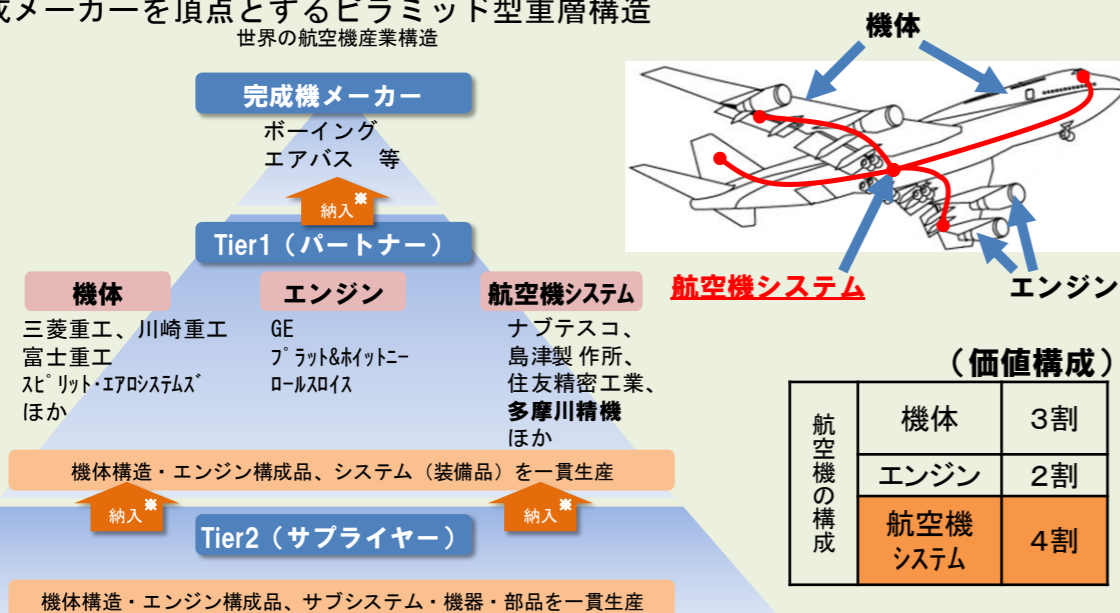 成メーカーを頂点とするピラミッド型重層構造
世界の航空機産業構造
完成機メーカー
ボーイング
エアバス 等
納入※
Tier1（パートナー）
機体
三菱重工、川崎重工
富士重工
ｽﾋﾟﾘｯﾄ･ｴｱﾛｼｽﾃﾑｽﾞ
ほか
エンジン
GE
ﾌﾟﾗｯﾄ&ﾎｲｯﾄﾆｰ
ﾛｰﾙｽﾛｲｽ
航空機ｼｽﾃﾑ
ナブテスコ、
島津製作所、
住友精密工業、
多摩川精機
ほか
機体構造・エンジン構成品、システム（装備品）を一貫生産
納入※
納入※
Tier2（サプライヤー）
機体構造・エンジン構成品、サブシステム・機器・部品を一貫生産
機体
航空機システム
エンジン
（価値構成）
航空機の構成
機体
3割
エンジン
2割
航空機
ｼｽﾃﾑ
4割